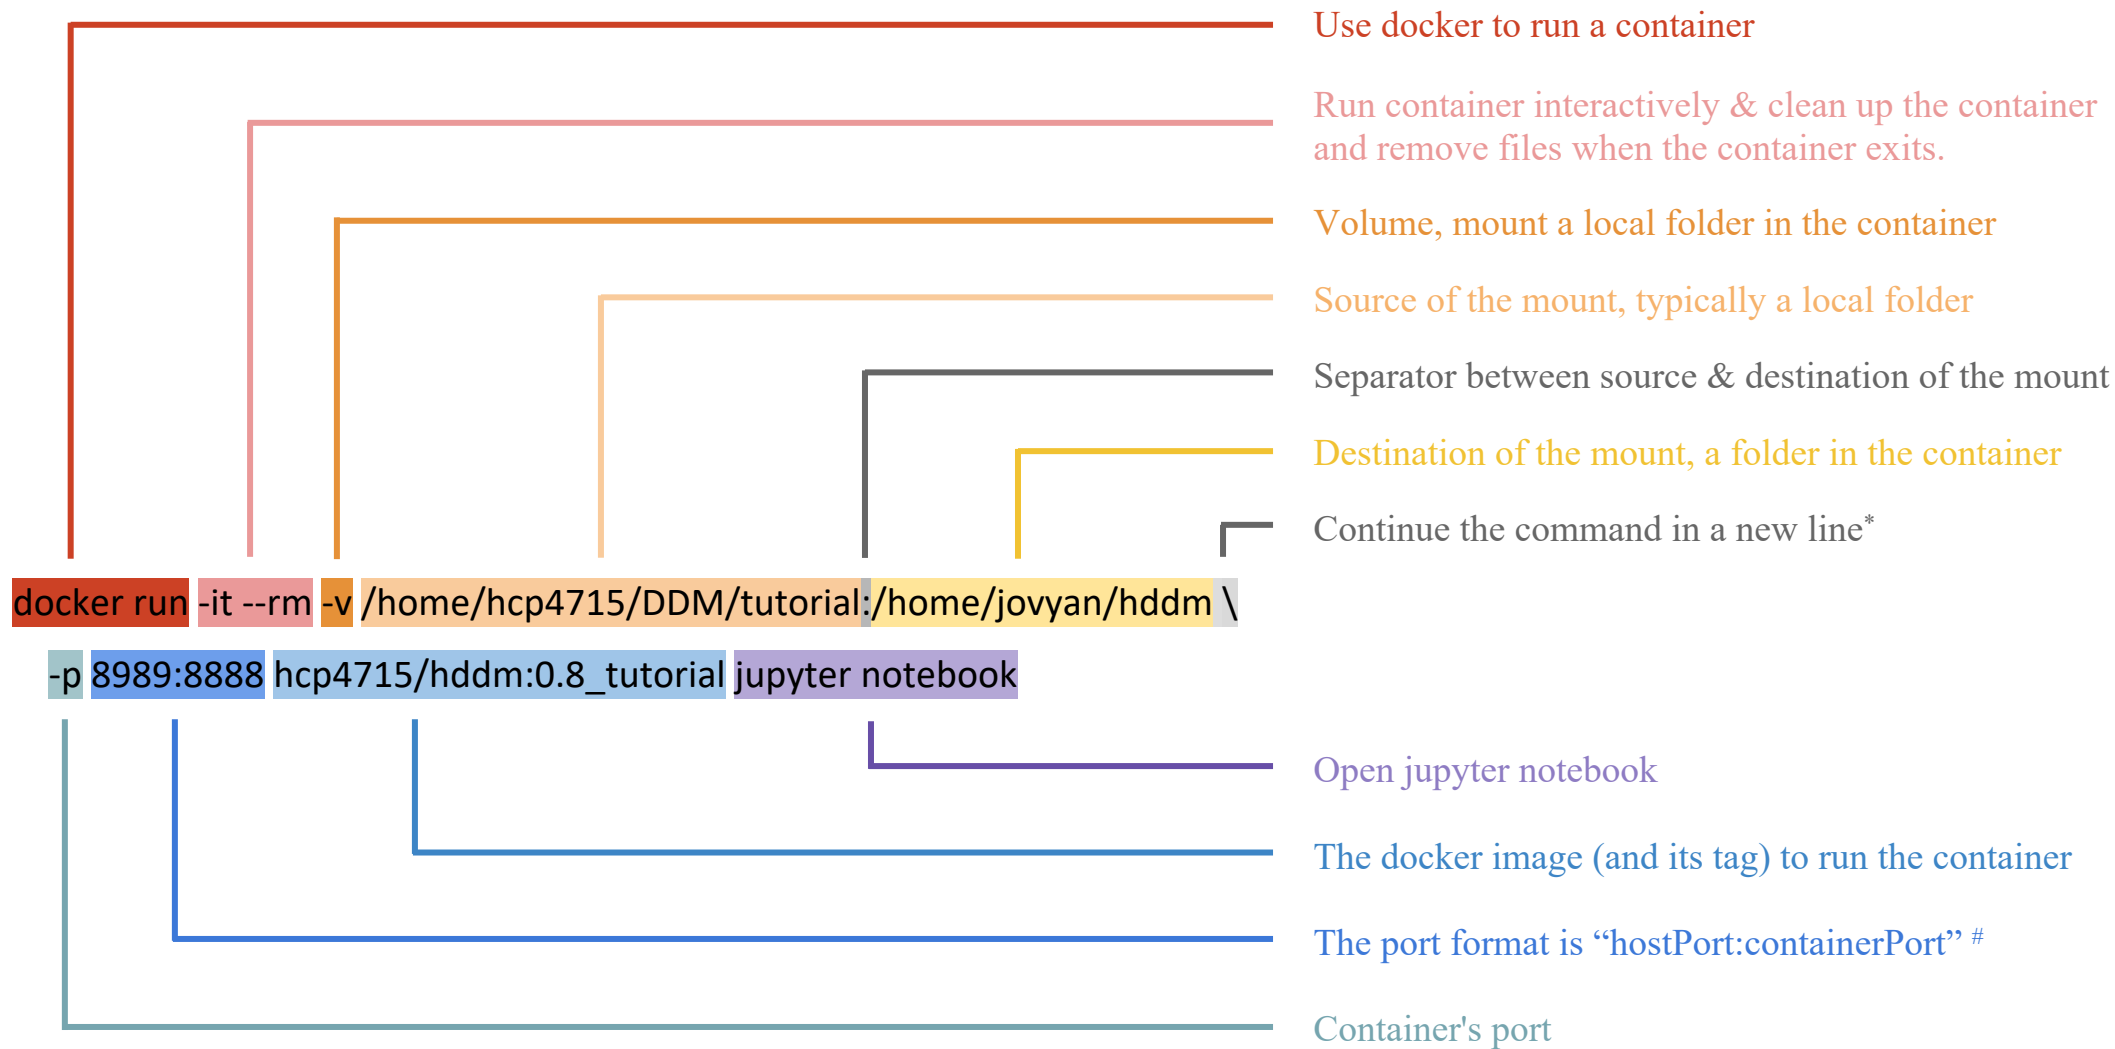 Use docker to run a container
Run container interactively & clean up the container
and remove files when the container exits.
Volume, mount a local folder in the container
Source of the mount, typically a local folder
Separator between source & destination of the mount
Destination of the mount, a folder in the container
Continue the command in a new line*
docker run -it --rm -v /home/hcp4715/DDM/tutorial:/home/jovyan/hddm \
-p 8989:8888 hcp4715/hddm:0.8_tutorial jupyter notebook
Open jupyter notebook
The docker image (and its tag) to run the container
The port format is “hostPort:containerPort” #
Container's port